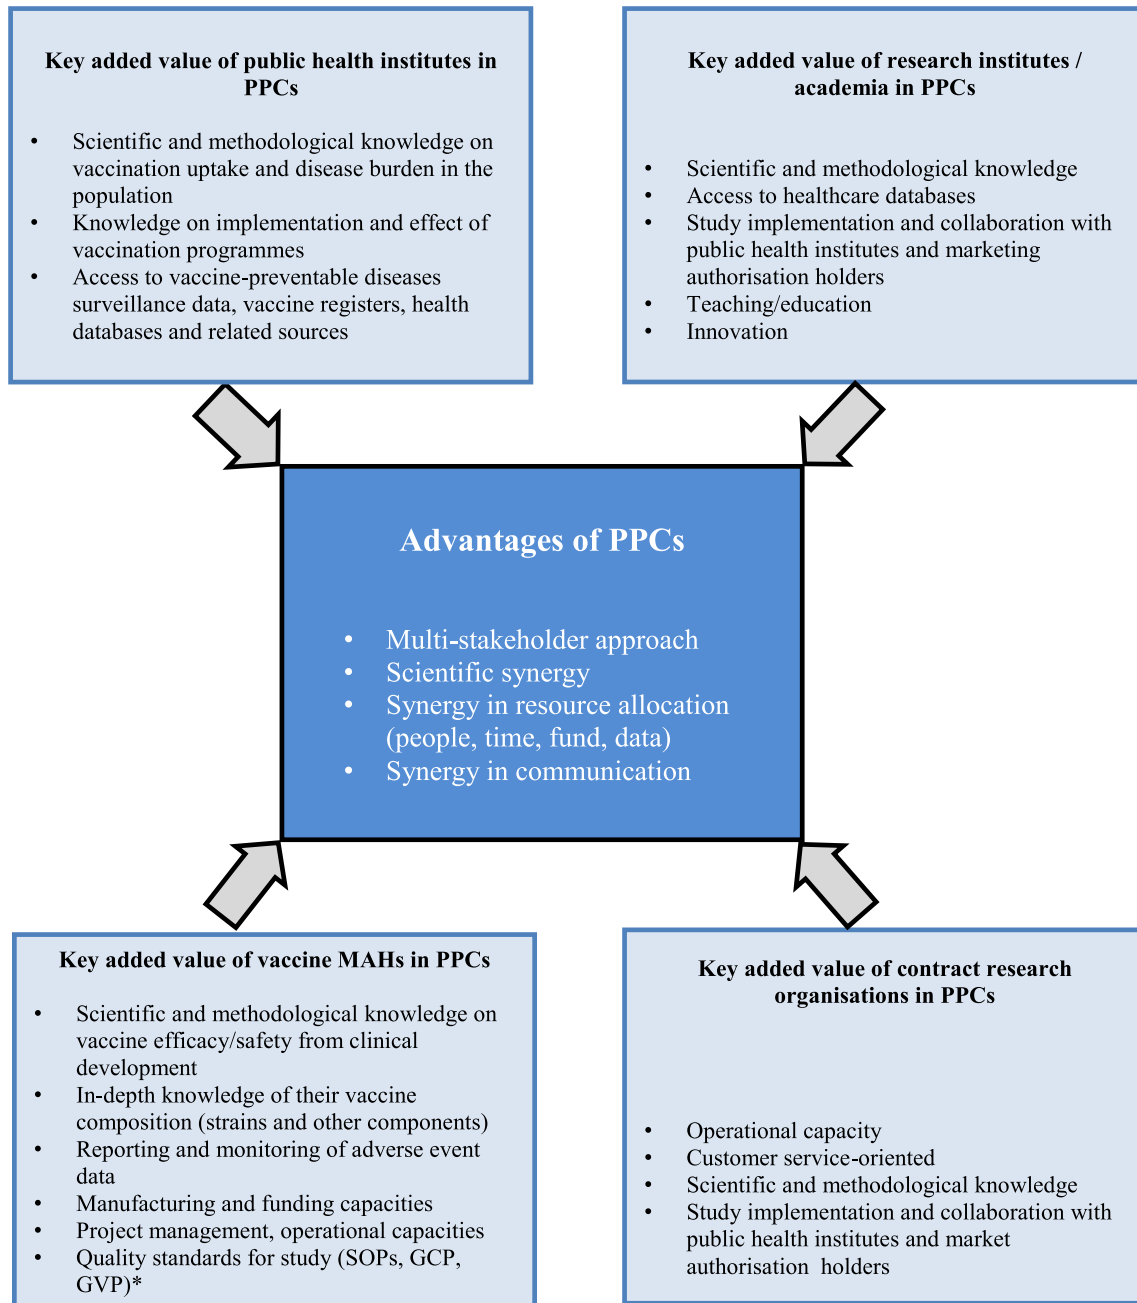 Key added value of public health institutes in
PPCs
• Scientific and methodological knowledge on
vaccination uptake and disease burden in the
population
• Knowledge on implementation and effect of
vaccination programmes
• Access to vaccine-preventable diseases
surveillance data, vaccine registers, health
databases and related sources
Key added value of research institutes /
academia in PPCs
• Scientific and methodological knowledge
• Access to healthcare databases
• Study implementation and collaboration with
public health institutes and marketing
authorisation holders
• Teaching/education
• Innovation
Advantages of PPCs
• Multi-stakeholder approach
• Scientific synergy
• Synergy in resource allocation
(people, time, fund, data)
• Synergy in communication
Key added value of vaccine MAHs in PPCs
• Scientific and methodological knowledge on
vaccine efficacy/safety from clinical
development
• In-depth knowledge of their vaccine
composition (strains and other components)
• Reporting and monitoring of adverse event
data
• Manufacturing and funding capacities
• Project management, operational capacities
• Quality standards for study (SOPs, GCP,
GVP)*
Key added value of contract research
organisations in PPCs
• Operational capacity
• Customer service-oriented
• Scientific and methodological knowledge
• Study implementation and collaboration with
public health institutes and market
authorisation holders